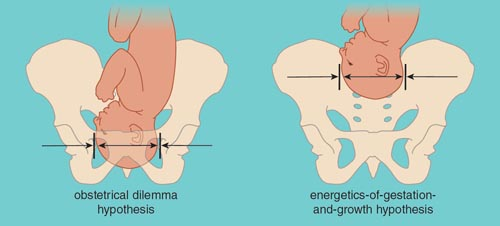 obstetrical dilemma
hypothesis
energetics-of-gestation-
and-growth hypothesis